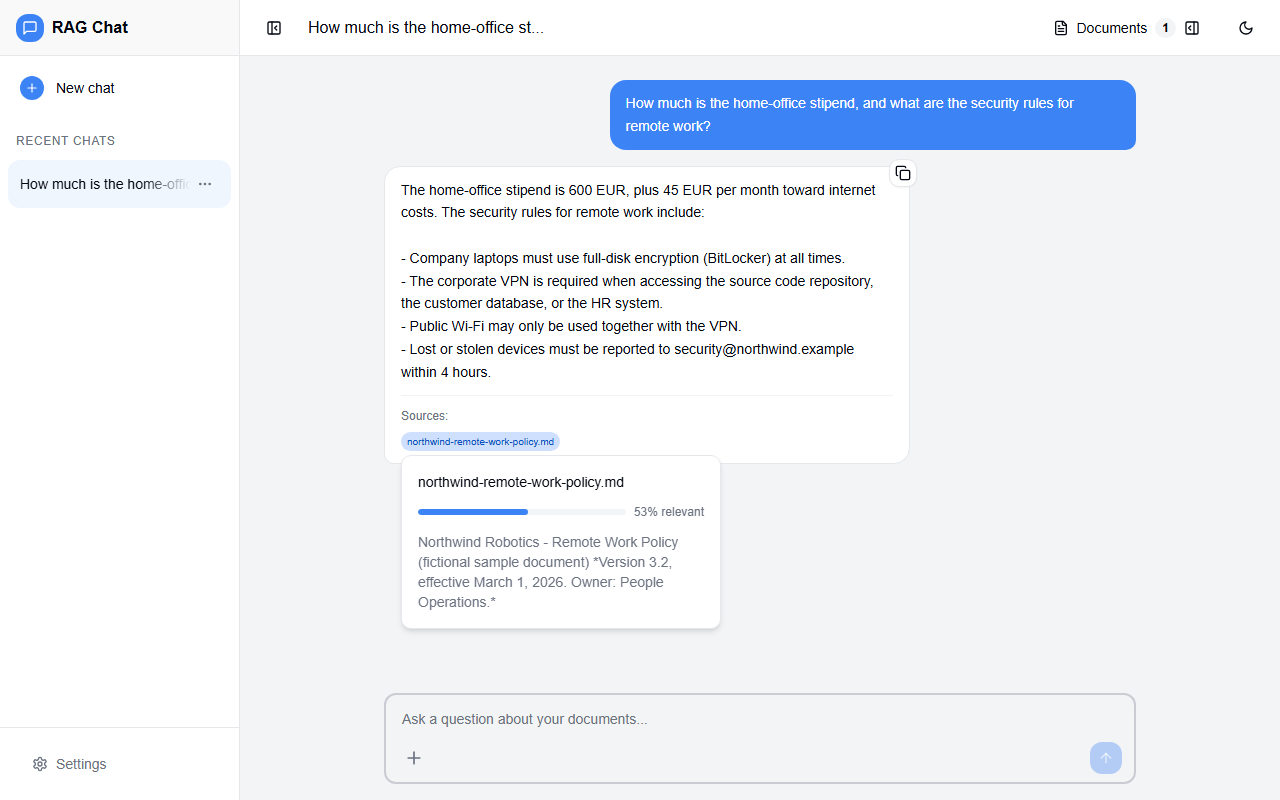 RAG Chat
How much is the home-office st...
Documents 1
New chat
RECENT CHATS
How much is the home-offic
How much is the home-office stipend, and what are the security rules for
remote work?
The home-office stipend is 600 EUR, plus 45 EUR per month toward internet
costs. The security rules for remote work include:
- Company laptops must use full-disk encryption (BitLocker) at all times.
- The corporate VPN is required when accessing the source code repository,
the customer database, or the HR system.
- Public Wi-Fi may only be used together with the VPN.
- Lost or stolen devices must be reported to security@northwind.example
within 4 hours.
Sources:
northwind-remote-work-policy.md
northwind-remote-work-policy.md
53% relevant
Northwind Robotics - Remote Work Policy
(fictional sample document) *Version 3.2,
effective March 1, 2026. Owner: People
Operations.*
Ask a question about your documents...
Settings